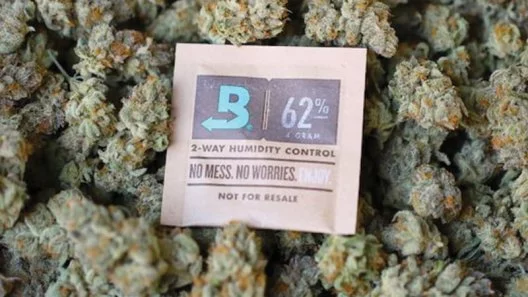 B 62%
4 GRAM
2-WAY HUMIDITY CONTROL
NO MESS. NO WORRIES. ENJOY.
NOT FOR RESALE